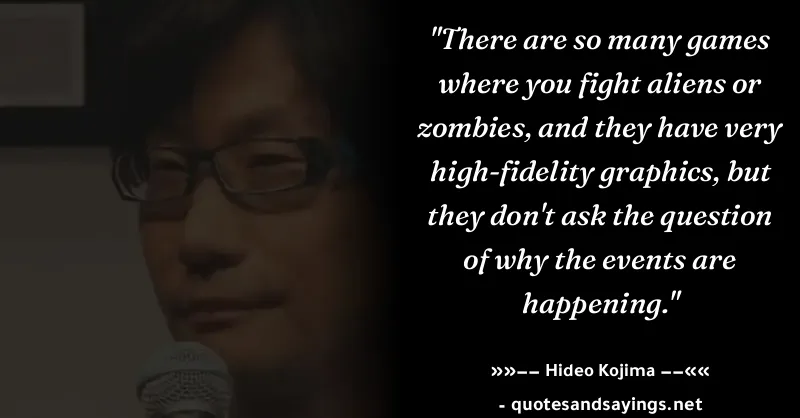 "There are so many games
where you fight aliens or
zombies, and they have very
high-fidelity graphics, but
they don't ask the question
of why the events are
happening."
»»–– Hideo Kojima ––««
- quotesandsayings.net